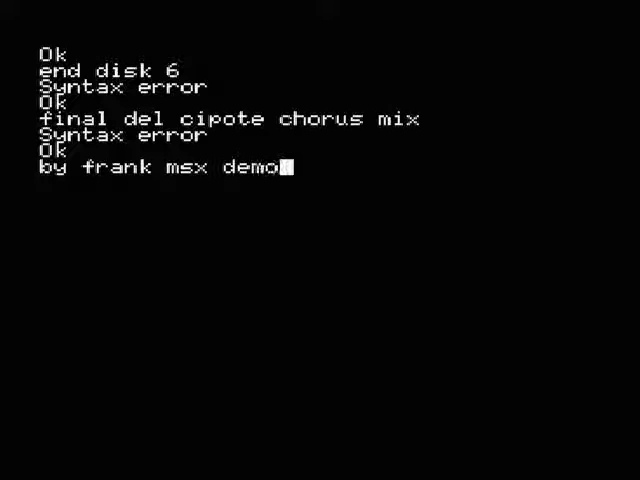 Ok
end disk 6
Syntax error
Ok
final del cipote chorus mix
Syntax error
Ok
by frank msx demo